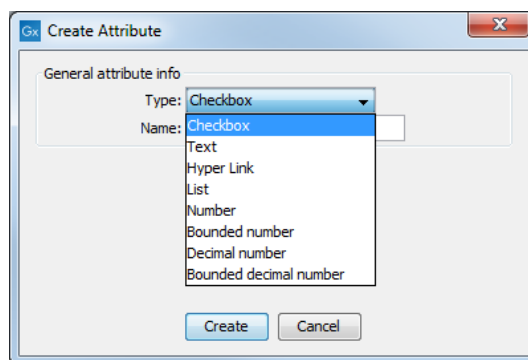 Gx Create Attribute
General attribute info
Type: Checkbox
Name: Checkbox
Text
Hyper Link
List
Number
Bounded number
Decimal number
Bounded decimal number
Create Cancel